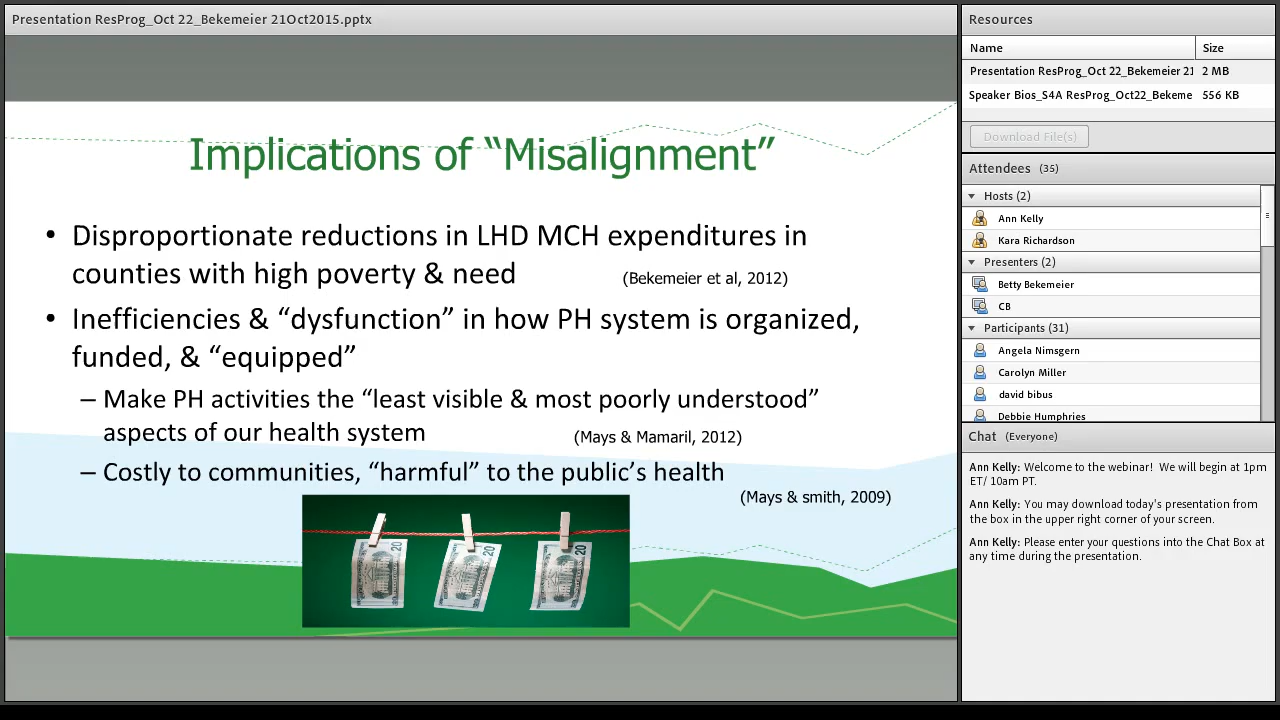 Presentation ResProg_Oct 22_Bekemeier 21Oct2015.pptx
Implications of “Misalignment”
• Disproportionate reductions in LHD MCH expenditures in
counties with high poverty & need (Bekemeier et al, 2012)
• Inefficiencies & “dysfunction” in how PH system is organized,
funded, & “equipped”
– Make PH activities the “least visible & most poorly understood”
aspects of our health system (Mays & Mamaril, 2012)
– Costly to communities, “harmful” to the public’s health
(Mays & smith, 2009)
20
20
20
Resources
Name Size
Presentation ResProg_Oct 22_Bekemeier 21 2 MB
Speaker Bios_S4A ResProg_Oct22_Bekeme 556 KB
Download File(s)
Attendees (35)
Hosts (2)
Ann Kelly
Kara Richardson
Presenters (2)
Betty Bekemeier
CB
Participants (31)
Angela Nimsgern
Carolyn Miller
david bibus
Debbie Humphries
Chat (Everyone)
Ann Kelly: Welcome to the webinar! We will begin at 1pm
ET/ 10am PT.
Ann Kelly: You may download today's presentation from
the box in the upper right corner of your screen.
Ann Kelly: Please enter your questions into the Chat Box at
any time during the presentation.